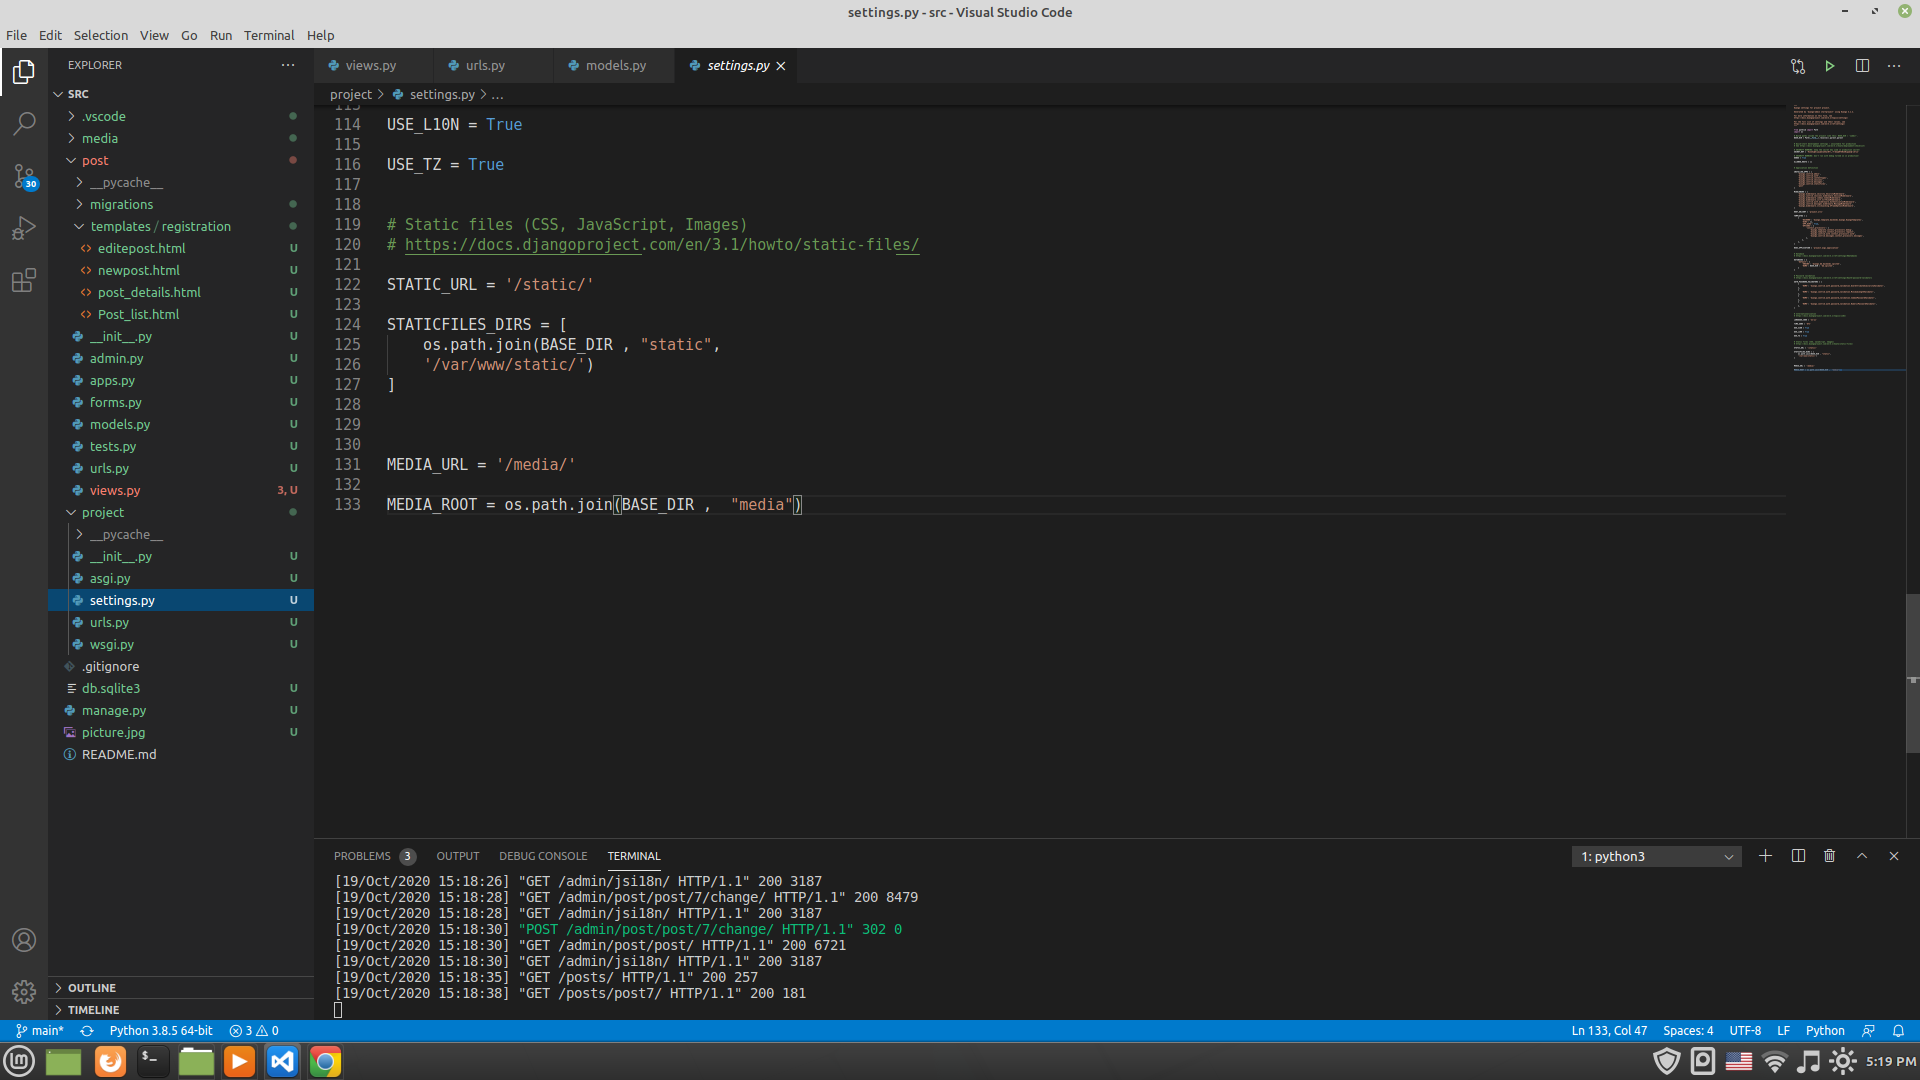 settings.py - src - Visual Studio Code
File Edit Selection View Go Run Terminal Help
EXPLORER
SRC
.vscode
media
post
__pycache__
migrations
templates / registration
editepost.html U
newpost.html U
post_details.html U
Post_list.html U
__init__.py U
admin.py U
apps.py U
forms.py U
models.py U
tests.py U
urls.py U
views.py 3, U
project
__pycache__
__init__.py U
asgi.py U
settings.py U
urls.py U
wsgi.py U
.gitignore
db.sqlite3 U
manage.py U
picture.jpg U
README.md
OUTLINE
TIMELINE
30
views.py urls.py models.py settings.py
project > settings.py > ...
113
114 USE_L10N = True
115
116 USE_TZ = True
117
118
119 # Static files (CSS, JavaScript, Images)
120 # https://docs.djangoproject.com/en/3.1/howto/static-files/
121
122 STATIC_URL = '/static/'
123
124 STATICFILES_DIRS = [
125 os.path.join(BASE_DIR , "static",
126 '/var/www/static/')
127 ]
128
129
130
131 MEDIA_URL = '/media/'
132
133 MEDIA_ROOT = os.path.join(BASE_DIR ,  "media")
PROBLEMS 3 OUTPUT DEBUG CONSOLE TERMINAL 1: python3
[19/Oct/2020 15:18:26] "GET /admin/jsi18n/ HTTP/1.1" 200 3187
[19/Oct/2020 15:18:28] "GET /admin/post/post/7/change/ HTTP/1.1" 200 8479
[19/Oct/2020 15:18:28] "GET /admin/jsi18n/ HTTP/1.1" 200 3187
[19/Oct/2020 15:18:30] "POST /admin/post/post/7/change/ HTTP/1.1" 302 0
[19/Oct/2020 15:18:30] "GET /admin/post/post/ HTTP/1.1" 200 6721
[19/Oct/2020 15:18:30] "GET /admin/jsi18n/ HTTP/1.1" 200 3187
[19/Oct/2020 15:18:35] "GET /posts/ HTTP/1.1" 200 257
[19/Oct/2020 15:18:38] "GET /posts/post7/ HTTP/1.1" 200 181
main* Python 3.8.5 64-bit 3 0 Ln 133, Col 47 Spaces: 4 UTF-8 LF Python
5:19 PM